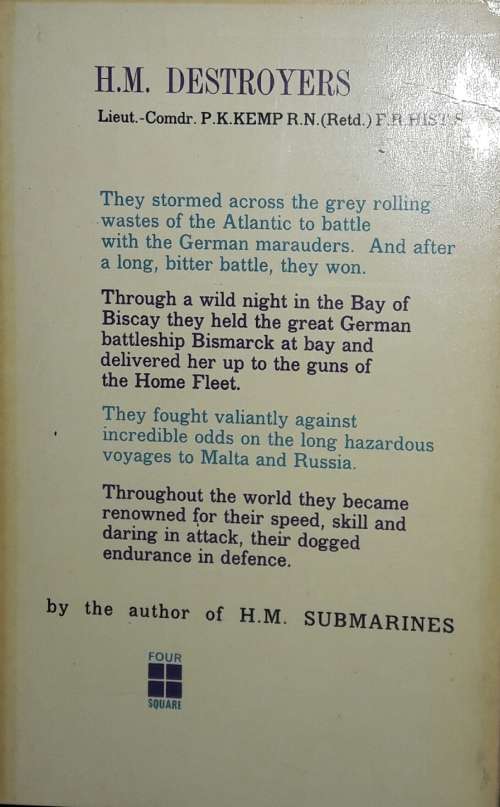 H.M. DESTROYERS
Lieut.-Comdr. P.K.KEMP R.N.(Retd.) F.R.HIST.S
They stormed across the grey rolling
wastes of the Atlantic to battle
with the German marauders. And after
a long, bitter battle, they won.
Through a wild night in the Bay of
Biscay they held the great German
battleship Bismarck at bay and
delivered her up to the guns of
the Home Fleet.
They fought valiantly against
incredible odds on the long hazardous
voyages to Malta and Russia.
Throughout the world they became
renowned for their speed, skill and
daring in attack, their dogged
endurance in defence.
by the author of H.M. SUBMARINES
FOUR
SQUARE